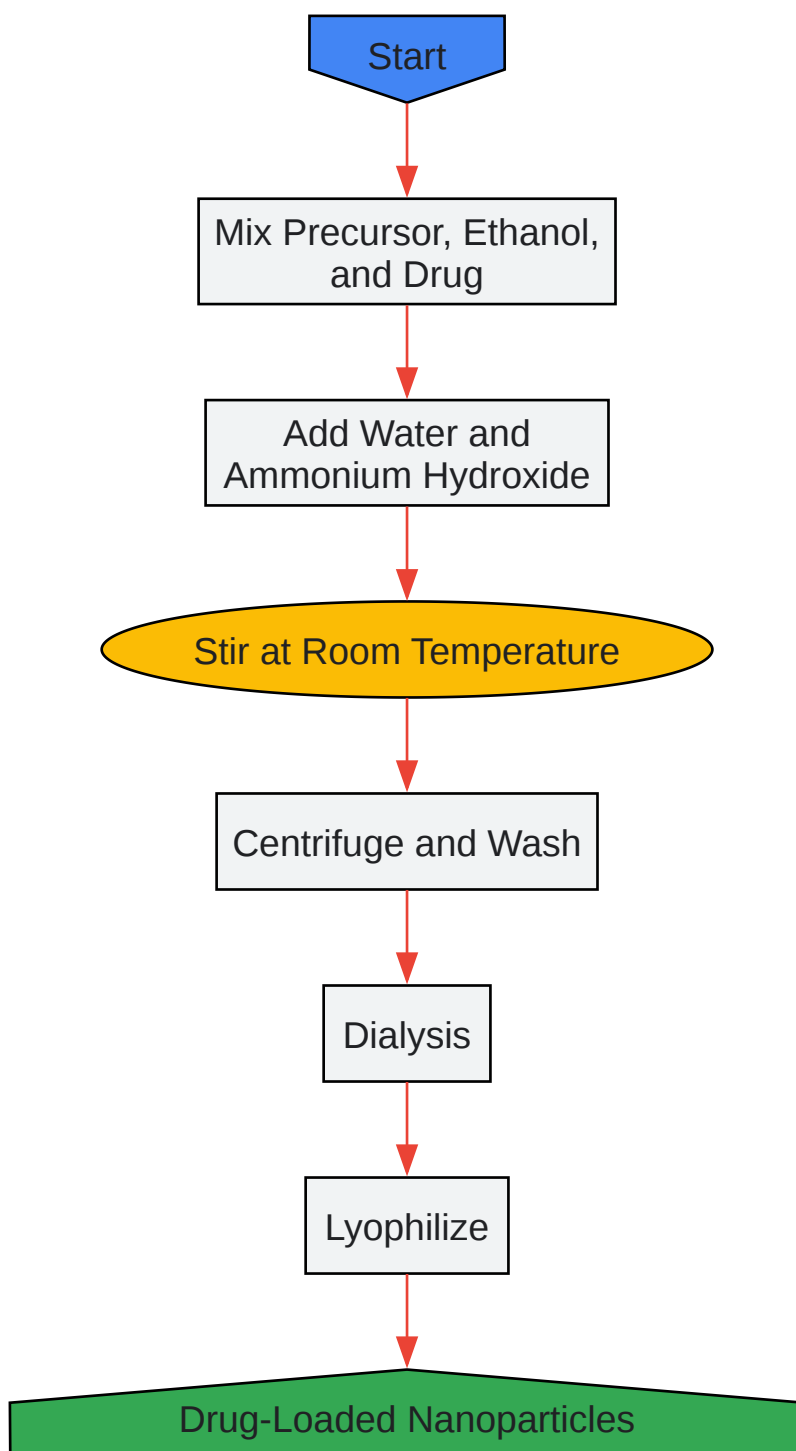 Start
Mix Precursor, Ethanol,
and Drug
Add Water and
Ammonium Hydroxide
Stir at Room Temperature
Centrifuge and Wash
Dialysis
Lyophilize
Drug-Loaded Nanoparticles